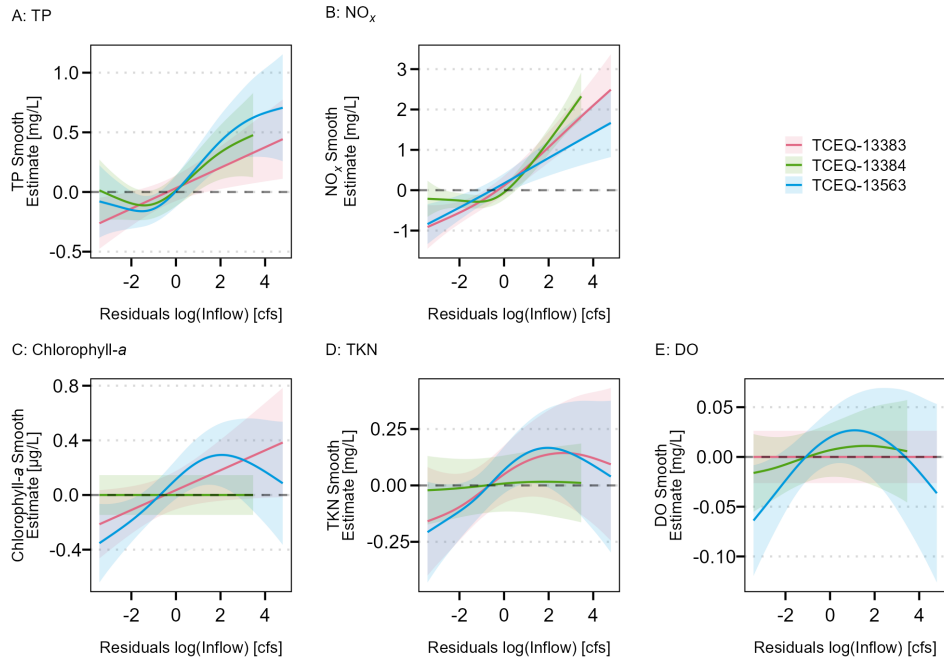 A: TP
TP Smooth
Estimate [mg/L]
1.0
0.5
0.0
-0.5
-2 0 2 4
Residuals log(Inflow) [cfs]
B: NOx
NOx Smooth
Estimate [mg/L]
3
2
1
0
-1
-2 0 2 4
Residuals log(Inflow) [cfs]
TCEQ-13383
TCEQ-13384
TCEQ-13563
C: Chlorophyll-a
Chlorophyll-a Smooth
Estimate [µg/L]
0.8
0.4
0.0
-0.4
-2 0 2 4
Residuals log(Inflow) [cfs]
D: TKN
TKN Smooth
Estimate [mg/L]
0.25
0.00
-0.25
-2 0 2 4
Residuals log(Inflow) [cfs]
E: DO
DO Smooth
Estimate [mg/L]
0.05
0.00
-0.05
-0.10
-2 0 2 4
Residuals log(Inflow) [cfs]